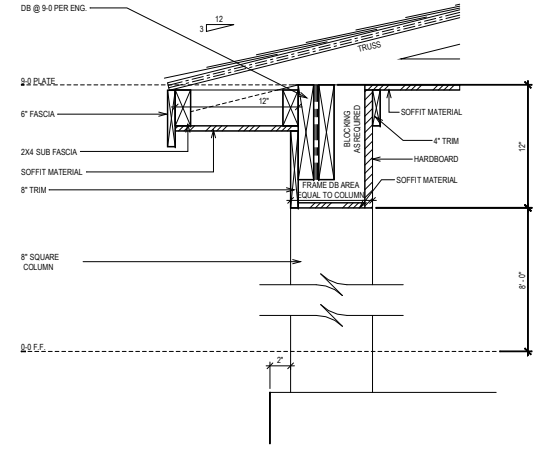 DB @ 9-0 PER ENG.
12
3
TRUSS
9-0 PLATE
6" FASCIA
12"
BLOCKING
AS REQUIRED
SOFFIT MATERIAL
4" TRIM
2X4 SUB FASCIA
HARDBOARD
12"
SOFFIT MATERIAL
SOFFIT MATERIAL
8" TRIM
FRAME DB AREA
EQUAL TO COLUMN
8" SQUARE
COLUMN
8'-0"
0-0 F.F.
2"